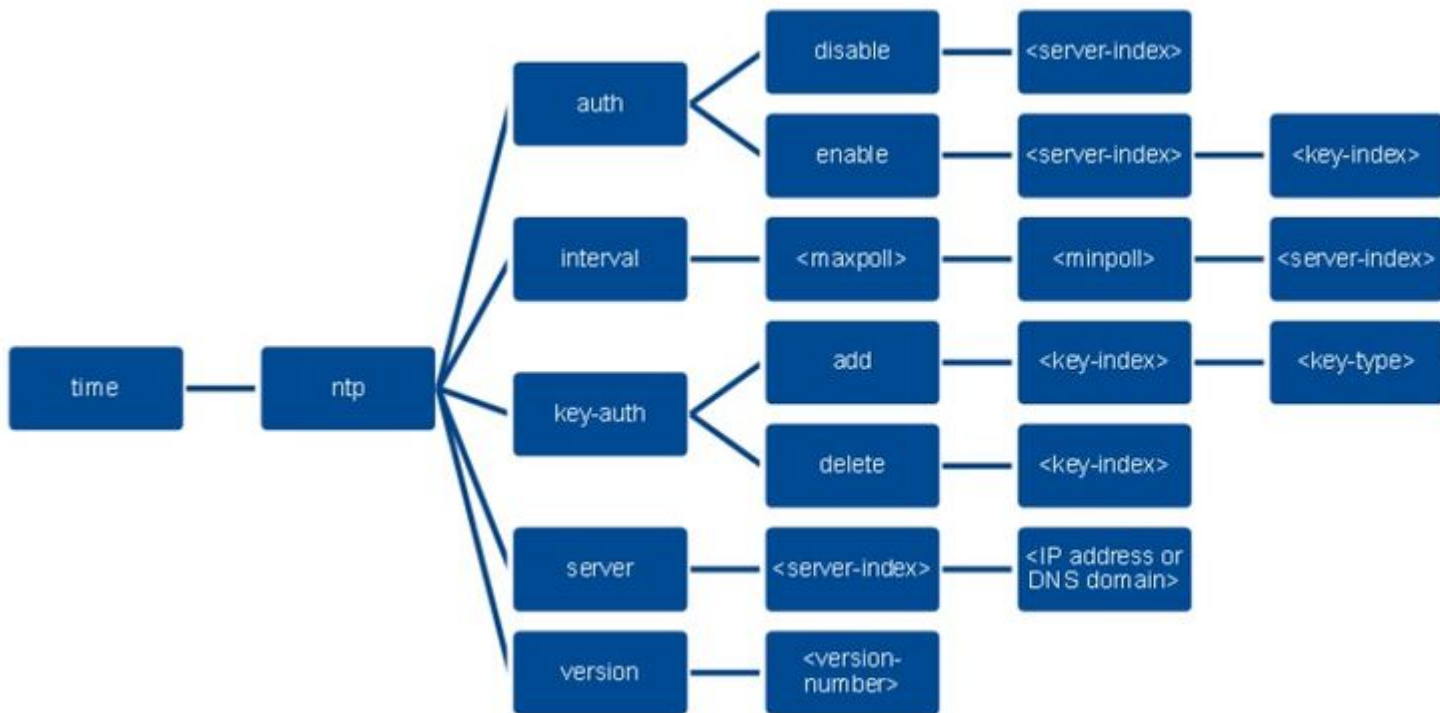 time
ntp
auth
disable
<server-index>
enable
<server-index>
<key-index>
interval
<maxpoll>
<minpoll>
<server-index>
key-auth
add
<key-index>
<key-type>
delete
<key-index>
server
<server-index>
<IP address or
DNS domain>
version
<version-
number>